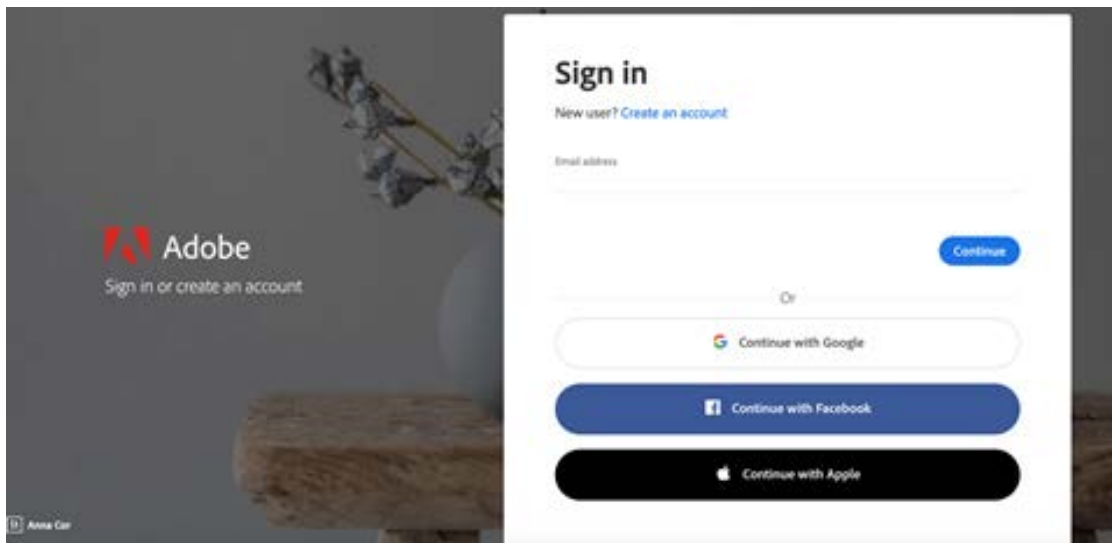 Adobe
Sign in or create an account
Anna Cor
Sign in
New user? Create an account
Email address
Continue
Or
Continue with Google
Continue with Facebook
Continue with Apple